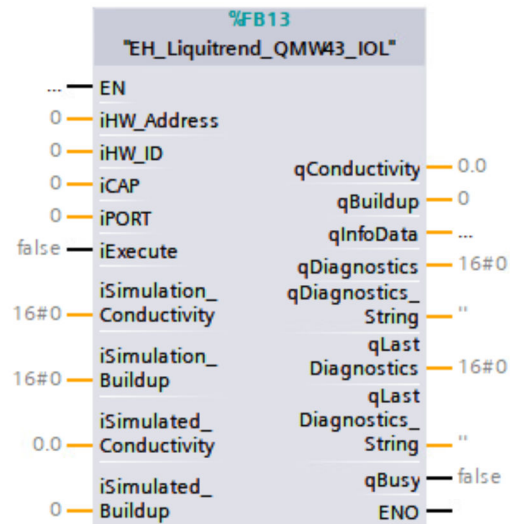 %FB13
"EH_Liquitrend_QMW43_IOL"
... EN
0 iHW_Address
0 iHW_ID
qConductivity 0.0
0 iCAP
qBuildup 0
0 iPORT
qInfoData ...
false iExecute
qDiagnostics 16#0
iSimulation_
16#0 Conductivity
qDiagnostics_
String ''
iSimulation_
16#0 Buildup
qLast
Diagnostics 16#0
iSimulated_
0.0 Conductivity
qLast
Diagnostics_
String ''
iSimulated_
0 Buildup
qBusy false
ENO